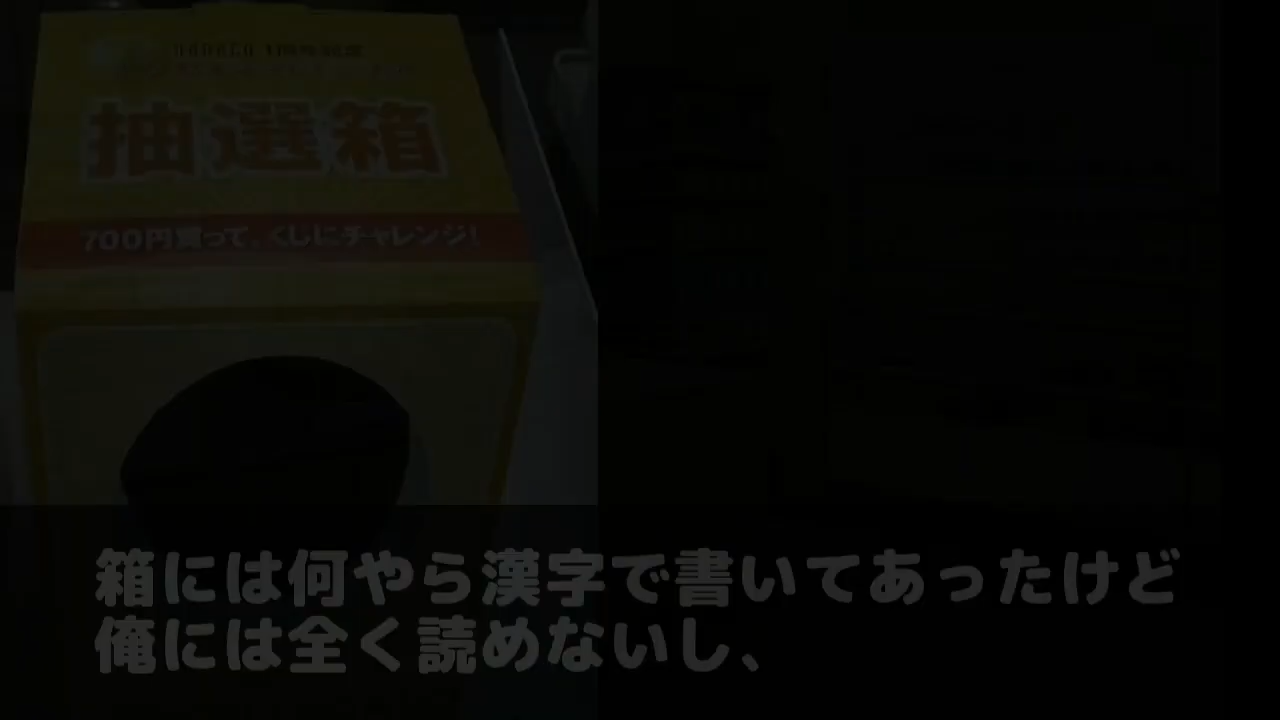 抽選箱
700円買って、くじにチャレンジ!
箱には何やら漢字で書いてあったけど
俺には全く読めないし、